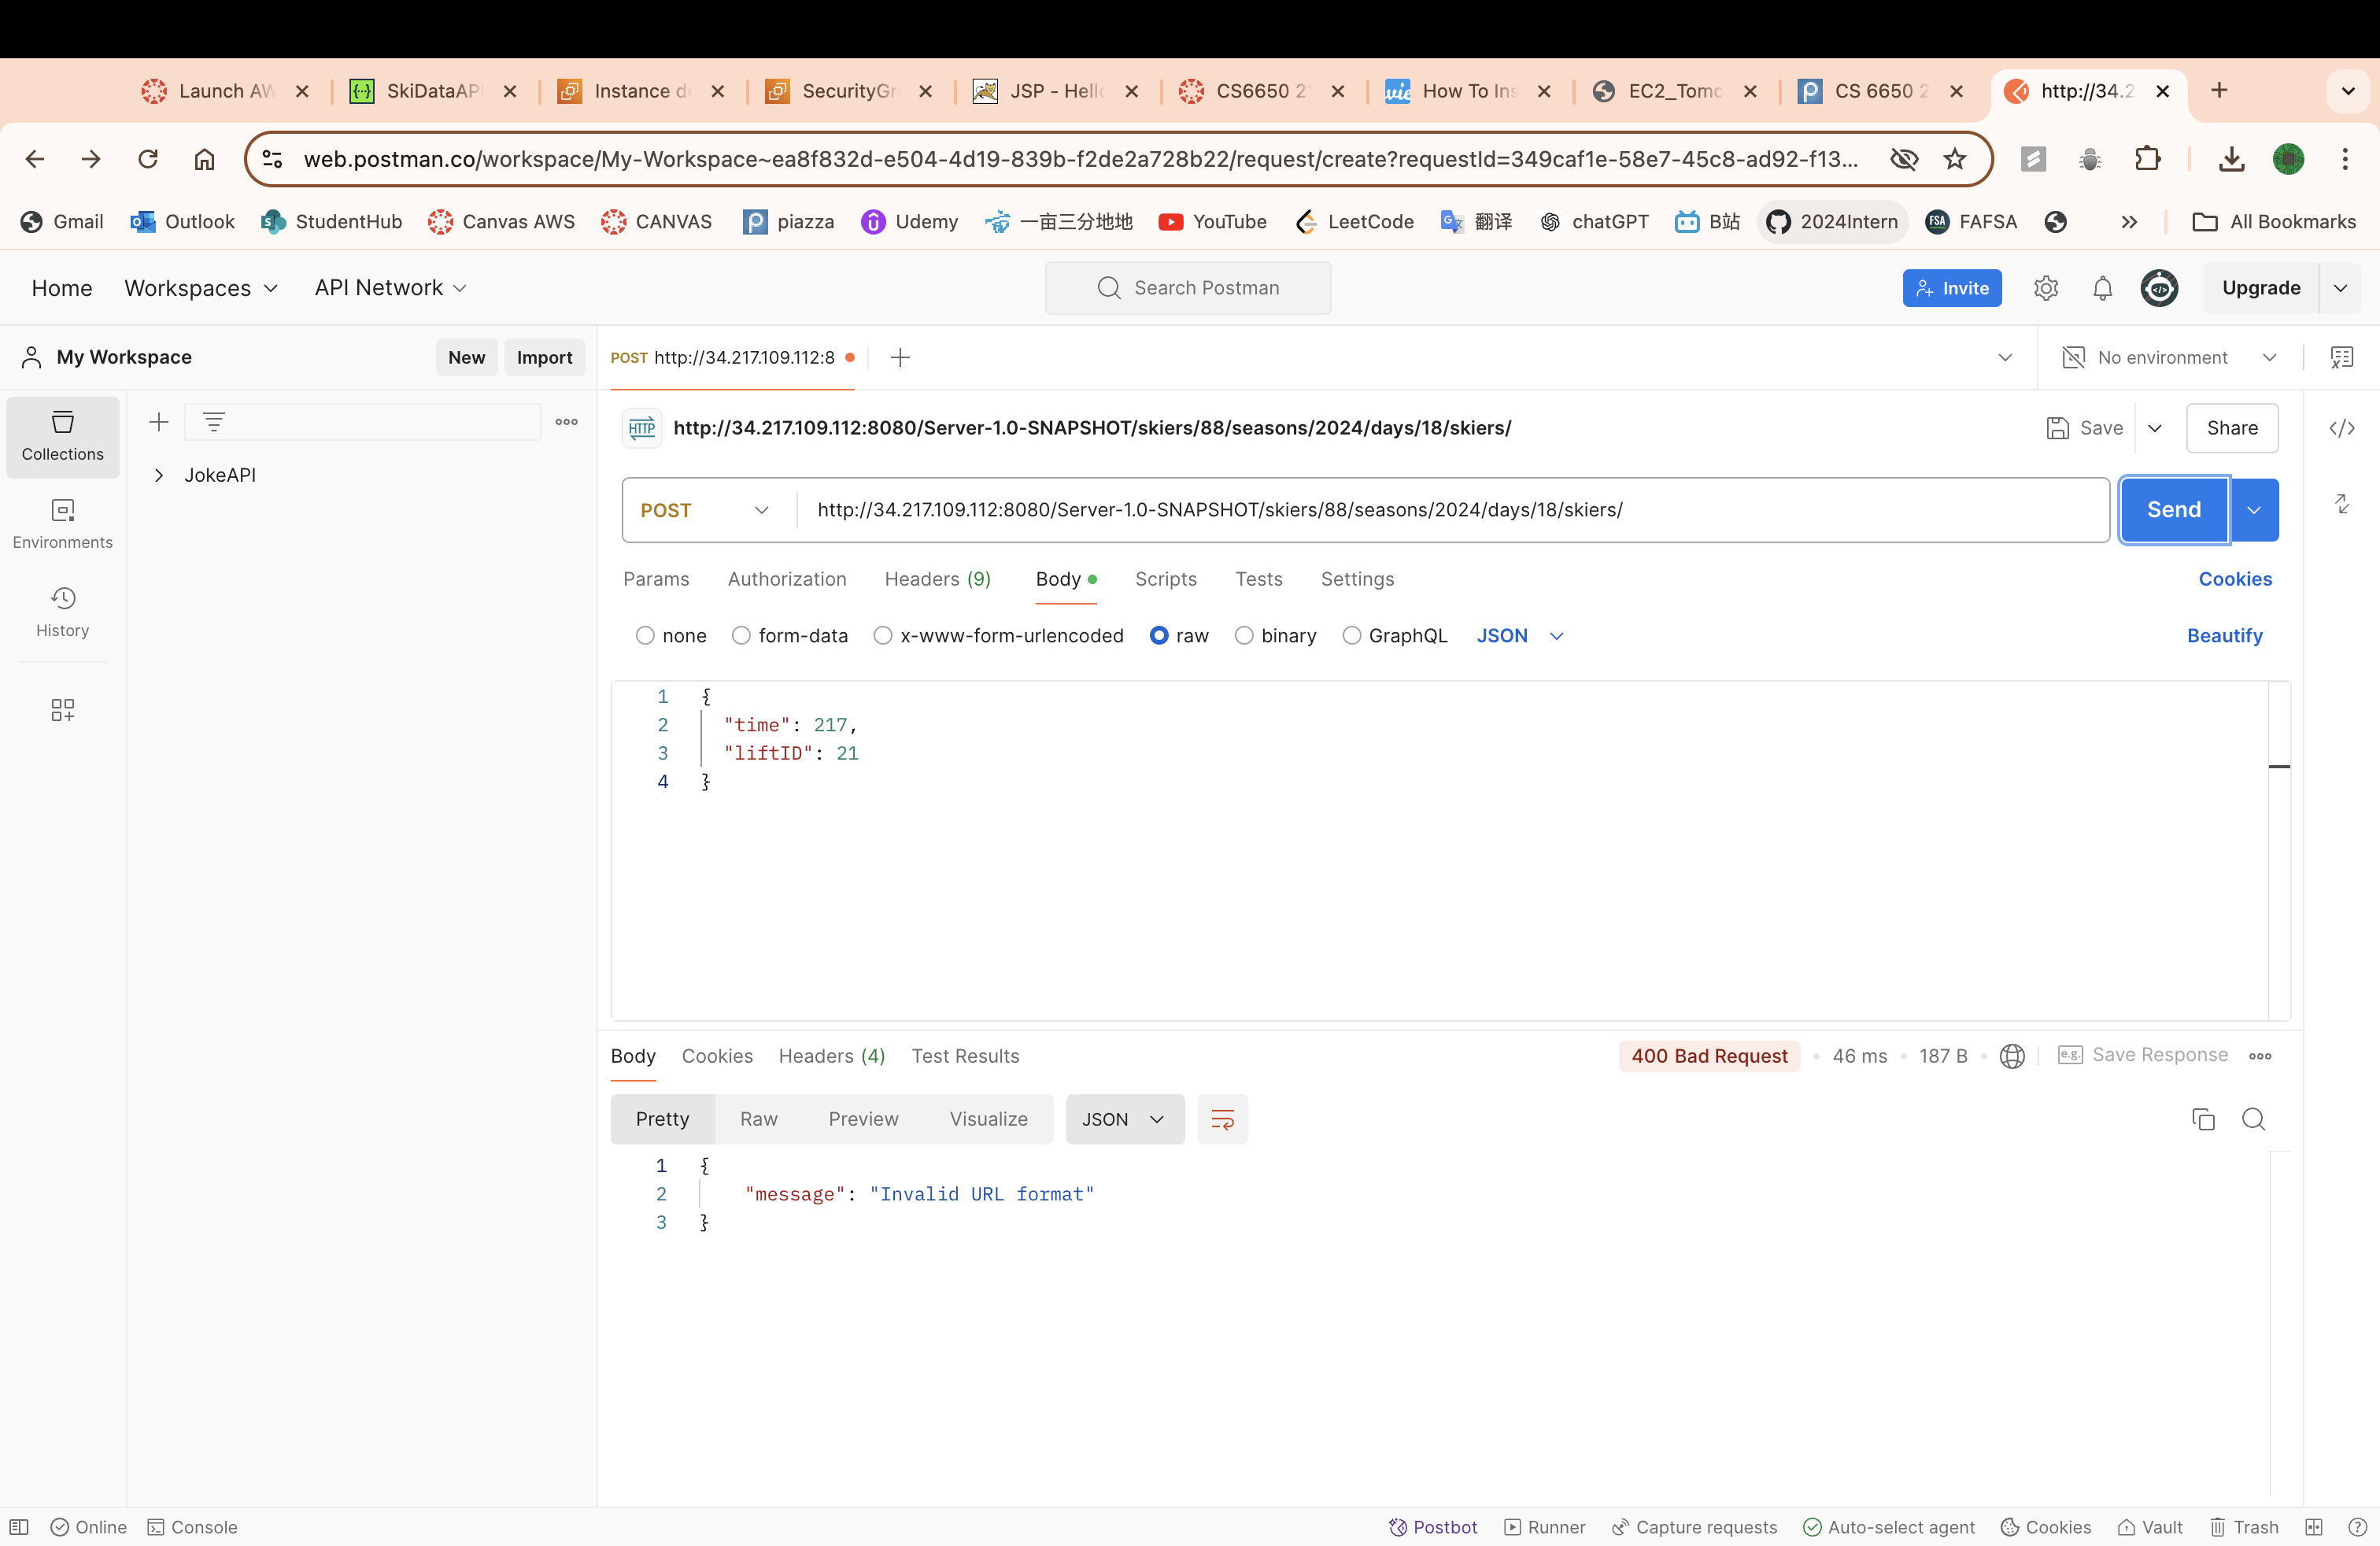 Launch AW
SkiDataAPI
Instance de
SecurityGr
JSP - Hello
CS6650 2
How To Ins
EC2_Tomc
CS 6650 2
http://34.2
web.postman.co/workspace/My-Workspace~ea8f832d-e504-4d19-839b-f2de2a728b22/request/create?requestId=349caf1e-58e7-45c8-ad92-f13...
Gmail
Outlook
StudentHub
Canvas AWS
CANVAS
piazza
Udemy
一亩三分地地
YouTube
LeetCode
翻译
chatGPT
B站
2024Intern
FAFSA
All Bookmarks
Home
Workspaces
API Network
Search Postman
Invite
Upgrade
My Workspace
New
Import
POST http://34.217.109.112:8
No environment
Collections
Environments
History
JokeAPI
HTTP
http://34.217.109.112:8080/Server-1.0-SNAPSHOT/skiers/88/seasons/2024/days/18/skiers/
Save
Share
POST
http://34.217.109.112:8080/Server-1.0-SNAPSHOT/skiers/88/seasons/2024/days/18/skiers/
Send
Params
Authorization
Headers (9)
Body
Scripts
Tests
Settings
Cookies
none
form-data
x-www-form-urlencoded
raw
binary
GraphQL
JSON
Beautify
1 {
2 "time": 217,
3 "liftID": 21
4 }
Body
Cookies
Headers (4)
Test Results
400 Bad Request
46 ms
187 B
e.g.
Save Response
Pretty
Raw
Preview
Visualize
JSON
1 {
2 "message": "Invalid URL format"
3 }
Online
Console
Postbot
Runner
Capture requests
Auto-select agent
Cookies
Vault
Trash